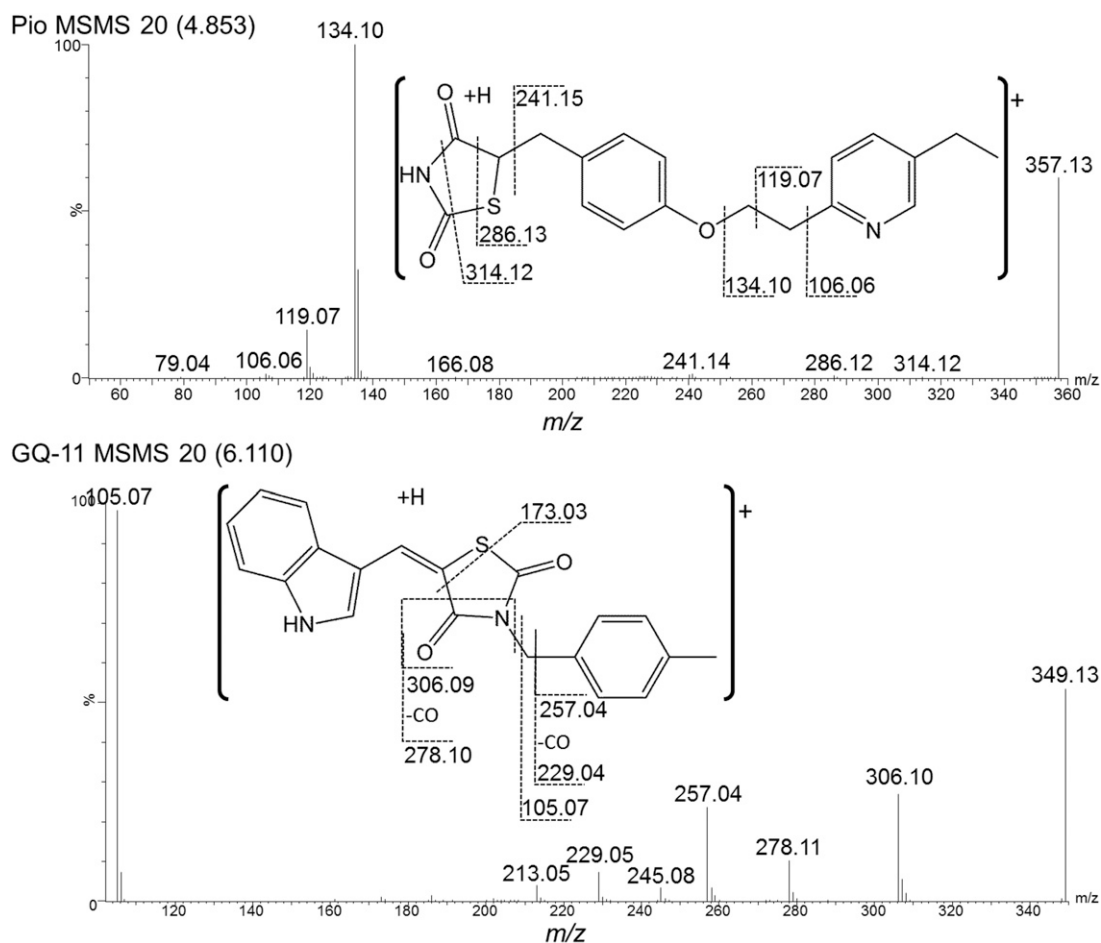 Pio MSMS 20 (4.853)
134.10
100
+H
+
O
241.15
HN
119.07
357.13
%
S
O
N
286.13
O
314.12
134.10
106.06
119.07
79.04
106.06
166.08
241.14
286.12
314.12
0
m/z
60 80 100 120 140 160 180 200 220 240 260 280 300 320 340 360
m/z
GQ-11 MSMS 20 (6.110)
100
105.07
+H
+
173.03
S
O
HN
N
O
306.09
-CO
278.10
257.04
-CO
229.04
105.07
349.13
%
306.10
257.04
278.11
229.05
213.05
245.08
0
m/z
120 140 160 180 200 220 240 260 280 300 320 340
m/z